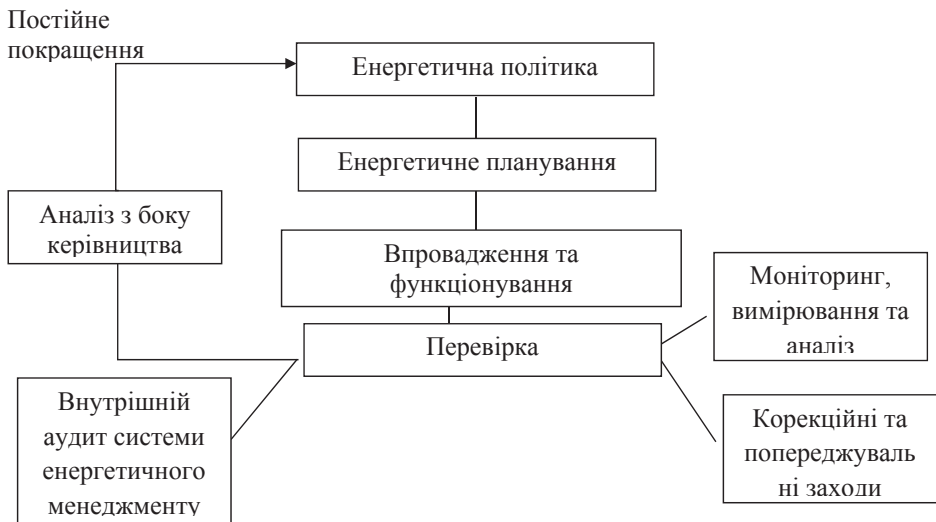 Постійне
покращення
Енергетична політика
Енергетичне планування
Аналіз з боку
керівництва
Впровадження та
функціонування
Моніторинг,
вимірювання та
аналіз
Перевірка
Внутрішній
аудит системи
енергетичного
менеджменту
Корекційні та
попереджуваль
ні заходи